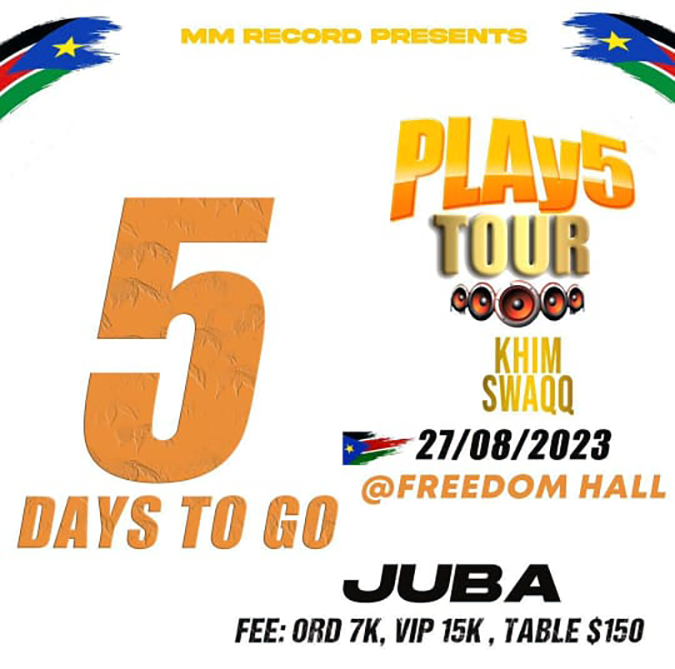 MM RECORD PRESENTS
PLAy5
TOUR
KHIM
SWAQQ
27/08/2023
@FREEDOM HALL
5
DAYS TO GO
JUBA
FEE: ORD 7K, VIP 15K , TABLE $150